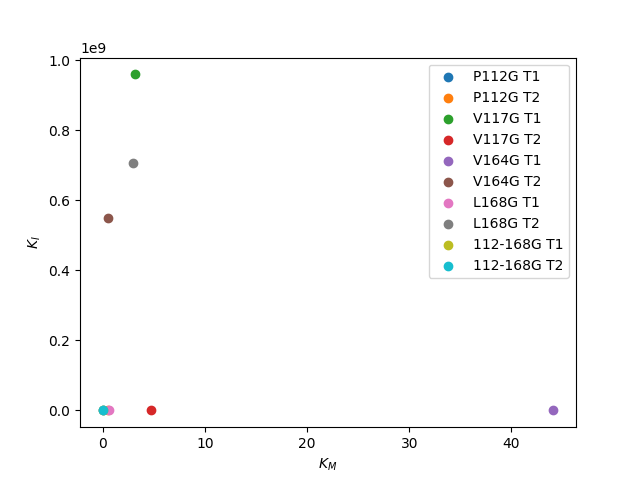 1e9
1.0
0.8
0.6
0.4
0.2
0.0
K_I
0 10 20 30 40
K_M
P112G T1
P112G T2
V117G T1
V117G T2
V164G T1
V164G T2
L168G T1
L168G T2
112-168G T1
112-168G T2